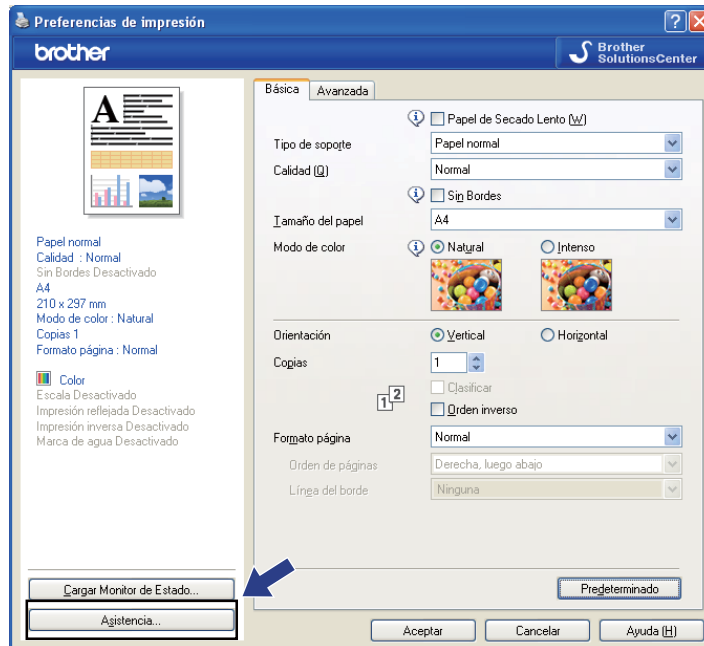 Preferencias de impresión
brother
Brother
SolutionsCenter
A
Papel normal
Calidad : Normal
Sin Bordes Desactivado
A4
210 x 297 mm
Modo de color : Natural
Copias 1
Formato página : Normal
Color
Escala Desactivado
Impresión reflejada Desactivado
Impresión inversa Desactivado
Marca de agua Desactivado
Cargar Monitor de Estado...
Asistencia...
Básica Avanzada
Papel de Secado Lento (W)
Tipo de soporte Papel normal
Calidad (Q) Normal
Sin Bordes
Tamaño del papel A4
Modo de color Natural Intenso
Orientación Vertical Horizontal
Copias 1
Clasificar
1 2
Orden inverso
Formato página Normal
Orden de páginas Derecha, luego abajo
Línea del borde Ninguna
Predeterminado
Aceptar Cancelar Ayuda (H)